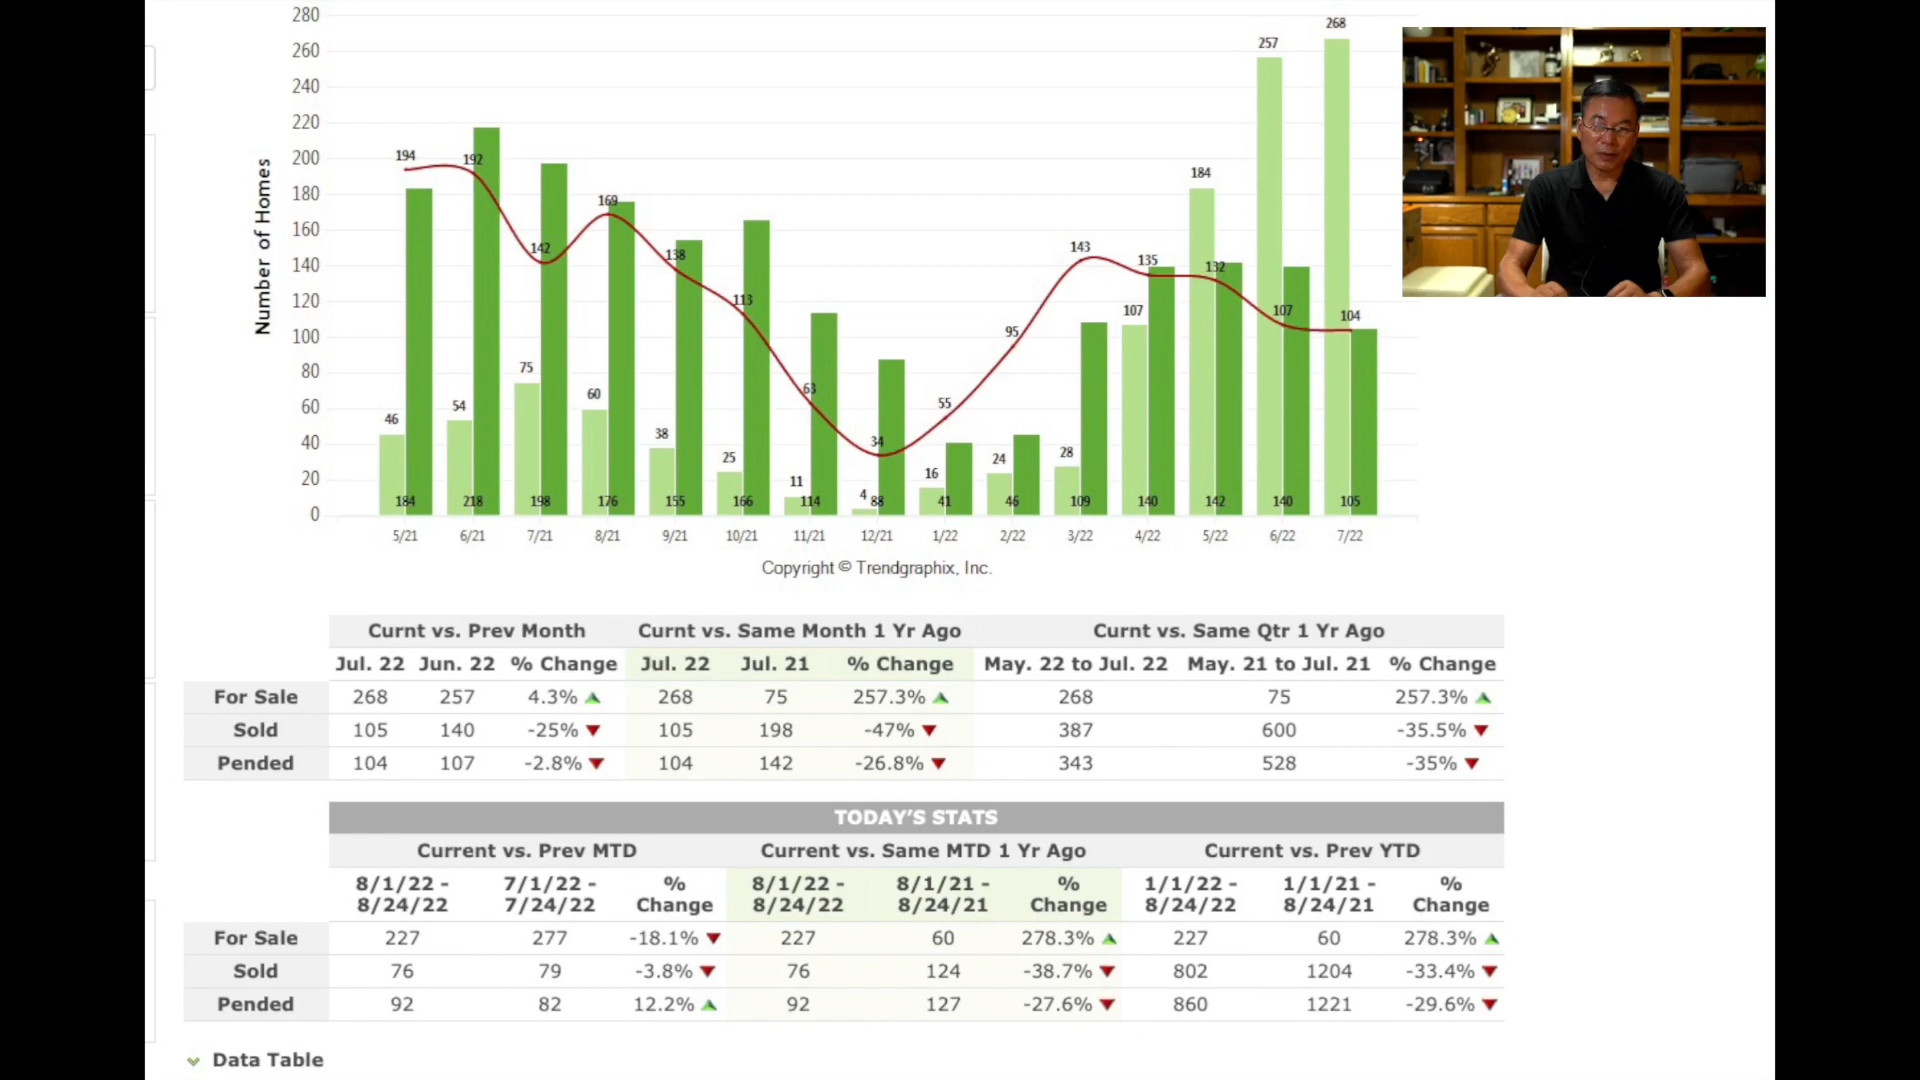 280
260
240
220
200
180
160
140
120
100
80
60
40
20
0
Number of Homes
194 192 142 169 138 113 63 34 55 95 143 135 132 107 104
46 54 75 60 38 25 11 4 16 24 28 107 184 257 268
184 218 198 176 155 166 114 88 41 46 109 140 142 140 105
5/21 6/21 7/21 8/21 9/21 10/21 11/21 12/21 1/22 2/22 3/22 4/22 5/22 6/22 7/22
Copyright © Trendgraphix, Inc.
Curnt vs. Prev Month Curnt vs. Same Month 1 Yr Ago Curnt vs. Same Qtr 1 Yr Ago
Jul. 22 Jun. 22 % Change Jul. 22 Jul. 21 % Change May. 22 to Jul. 22 May. 21 to Jul. 21 % Change
For Sale 268 257 4.3% 268 75 257.3% 268 75 257.3%
Sold 105 140 -25% 105 198 -47% 387 600 -35.5%
Pended 104 107 -2.8% 104 142 -26.8% 343 528 -35%
TODAY'S STATS
Current vs. Prev MTD Current vs. Same MTD 1 Yr Ago Current vs. Prev YTD
8/1/22 - 7/1/22 - % 8/1/22 - 8/1/21 - % 1/1/22 - 1/1/21 - %
8/24/22 7/24/22 Change 8/24/22 8/24/21 Change 8/24/22 8/24/21 Change
For Sale 227 277 -18.1% 227 60 278.3% 227 60 278.3%
Sold 76 79 -3.8% 76 124 -38.7% 802 1204 -33.4%
Pended 92 82 12.2% 92 127 -27.6% 860 1221 -29.6%
Data Table